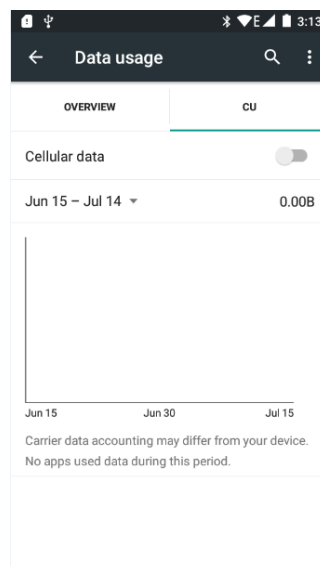 E 3:13
Data usage
OVERVIEW CU
Cellular data
Jun 15 – Jul 14 0.00B
Jun 15 Jun 30 Jul 15
Carrier data accounting may differ from your device.
No apps used data during this period.